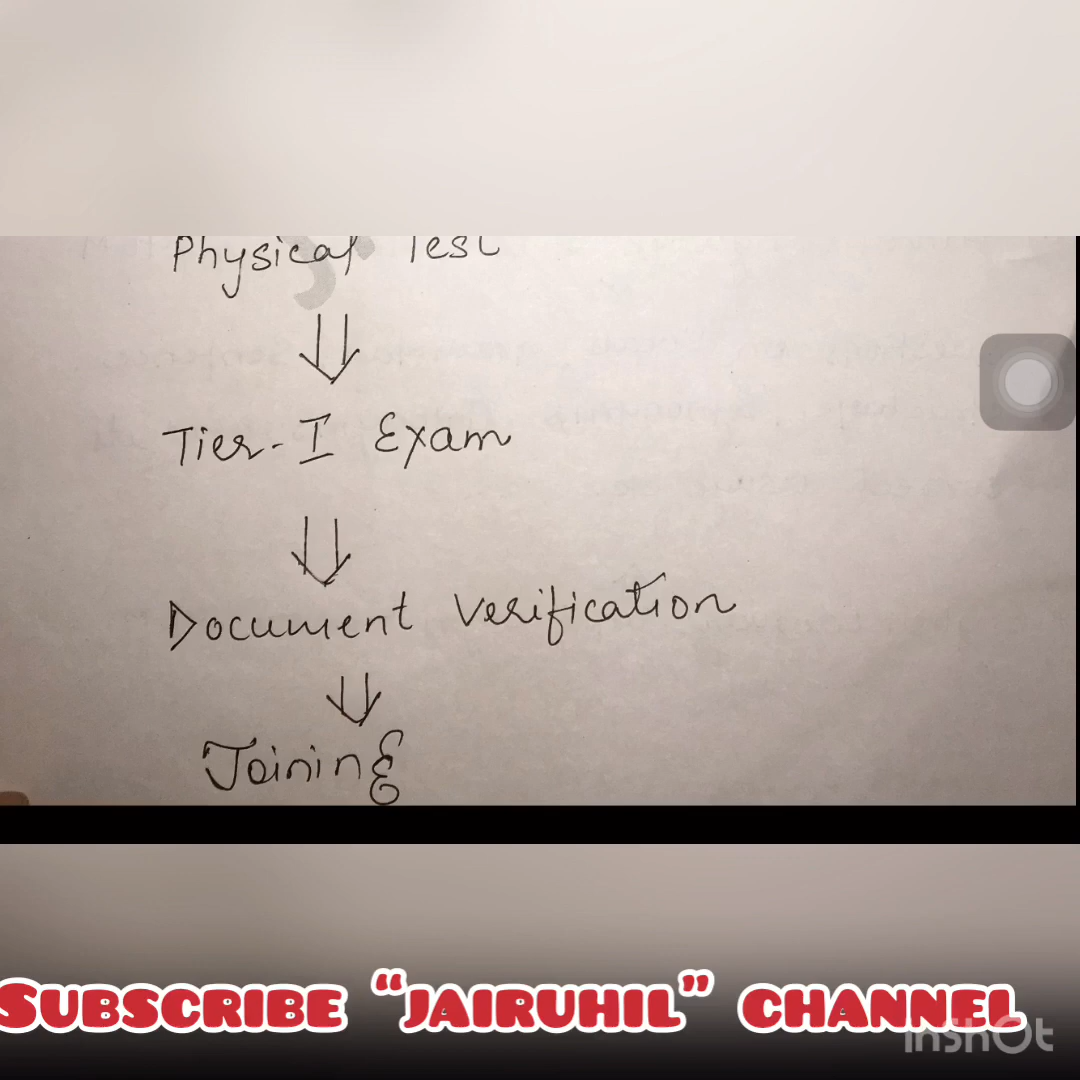 Physical Test
Tier-I Exam
Document Verification
Joining
SUBSCRIBE "JAIRUHIL" CHANNEL
InShOt